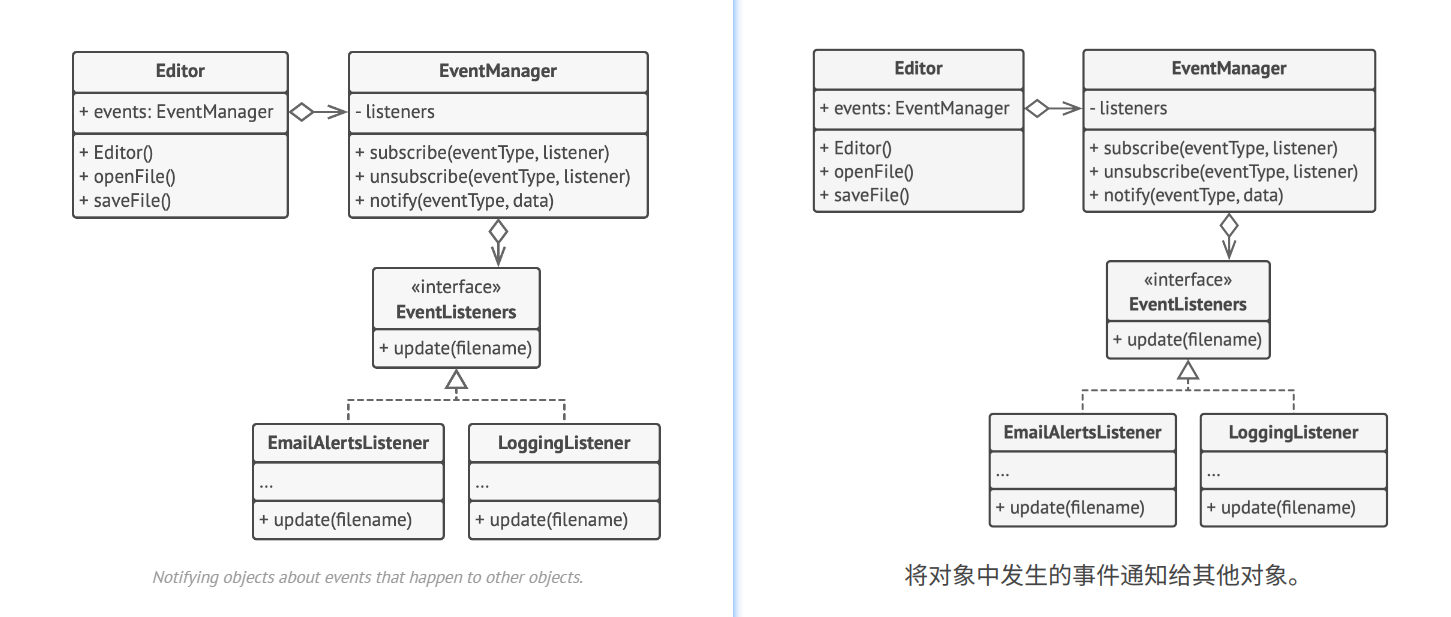 Editor
+ events: EventManager
+ Editor()
+ openFile()
+ saveFile()
EventManager
- listeners
+ subscribe(eventType, listener)
+ unsubscribe(eventType, listener)
+ notify(eventType, data)
«interface»
EventListeners
+ update(filename)
EmailAlertsListener
...
+ update(filename)
LoggingListener
...
+ update(filename)
Notifying objects about events that happen to other objects.
Editor
+ events: EventManager
+ Editor()
+ openFile()
+ saveFile()
EventManager
- listeners
+ subscribe(eventType, listener)
+ unsubscribe(eventType, listener)
+ notify(eventType, data)
«interface»
EventListeners
+ update(filename)
EmailAlertsListener
...
+ update(filename)
LoggingListener
...
+ update(filename)
将对象中发生的事件通知给其他对象。